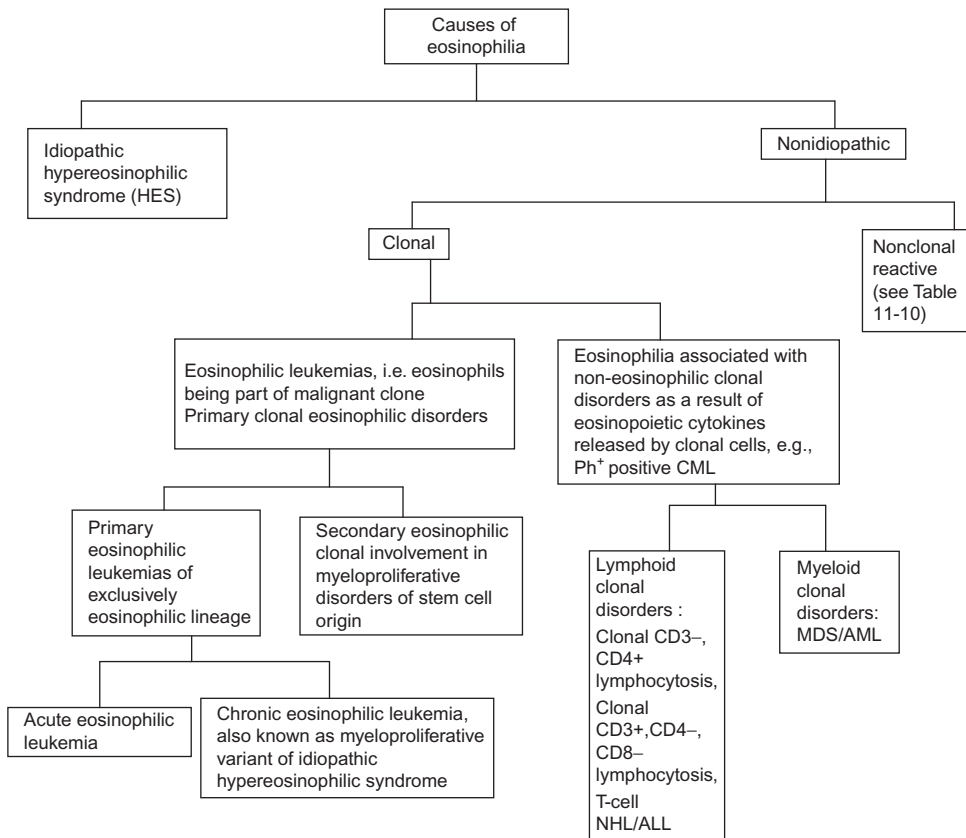 Causes of
eosinophilia
Idiopathic
hypereosinophilic
syndrome (HES)
Nonidiopathic
Clonal
Nonclonal
reactive
(see Table
11-10)
Eosinophilic leukemias, i.e. eosinophils
being part of malignant clone
Primary clonal eosinophilic disorders
Eosinophilia associated with
non-eosinophilic clonal
disorders as a result of
eosinopoietic cytokines
released by clonal cells, e.g.,
Ph+ positive CML
Primary
eosinophilic
leukemias of
exclusively
eosinophilic lineage
Secondary eosinophilic
clonal involvement in
myeloproliferative
disorders of stem cell
origin
Lymphoid
clonal
disorders :
Clonal CD3–,
CD4+
lymphocytosis,
Clonal
CD3+,CD4–,
CD8–
lymphocytosis,
T-cell
NHL/ALL
Myeloid
clonal
disorders:
MDS/AML
Acute eosinophilic
leukemia
Chronic eosinophilic leukemia,
also known as myeloproliferative
variant of idiopathic
hypereosinophilic syndrome